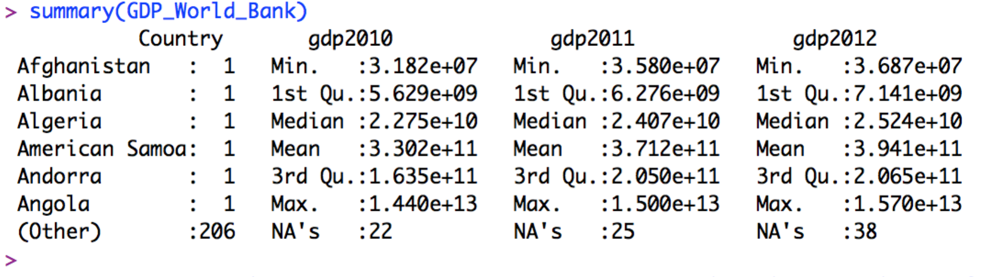 > summary(GDP_World_Bank)
Country gdp2010 gdp2011 gdp2012
Afghanistan : 1 Min. :3.182e+07 Min. :3.580e+07 Min. :3.687e+07
Albania : 1 1st Qu.:5.629e+09 1st Qu.:6.276e+09 1st Qu.:7.141e+09
Algeria : 1 Median :2.275e+10 Median :2.407e+10 Median :2.524e+10
American Samoa: 1 Mean :3.302e+11 Mean :3.712e+11 Mean :3.941e+11
Andorra : 1 3rd Qu.:1.635e+11 3rd Qu.:2.050e+11 3rd Qu.:2.065e+11
Angola : 1 Max. :1.440e+13 Max. :1.500e+13 Max. :1.570e+13
(Other) :206 NA's :22 NA's :25 NA's :38
>